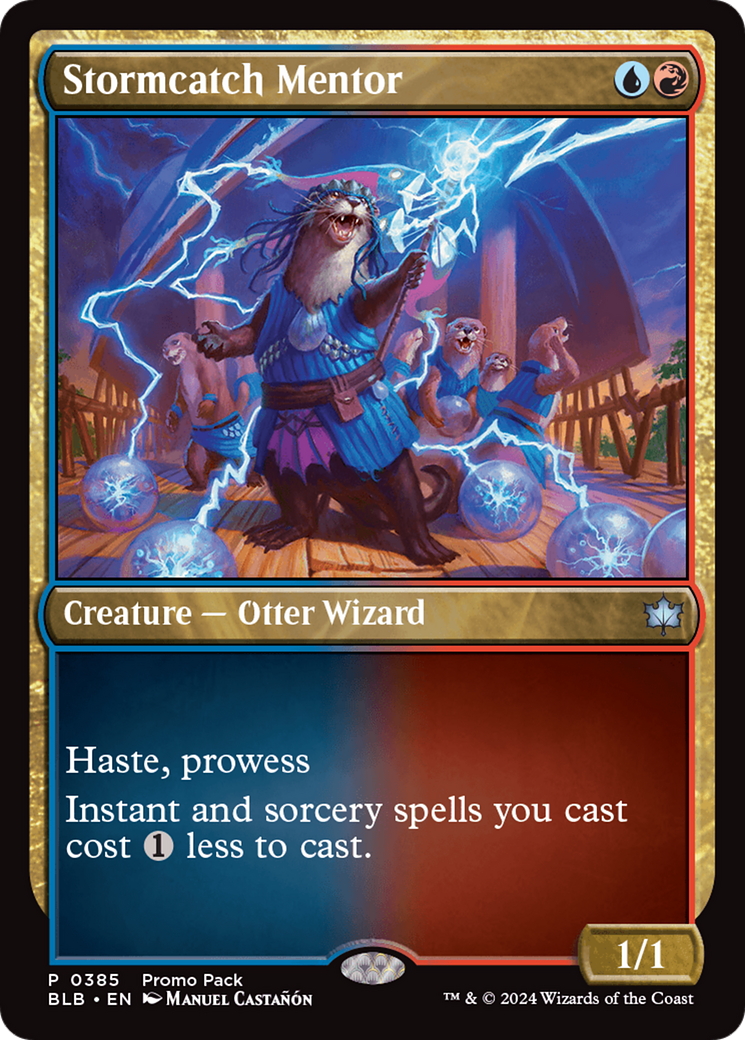 Stormcatch Mentor
Creature — Otter Wizard
Haste, prowess
Instant and sorcery spells you cast
cost 1 less to cast.
1/1
P 0385 Promo Pack
BLB • EN Manuel Castañón
™ & © 2024 Wizards of the Coast